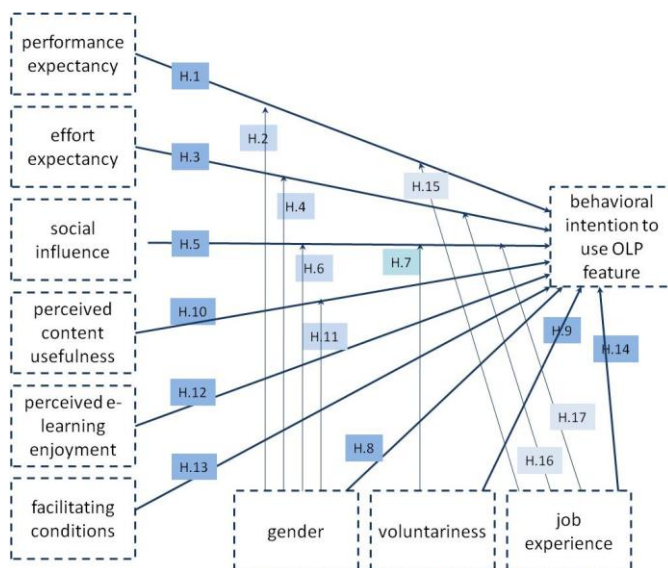 performance
expectancy
H.1
H.2
effort
expectancy
H.3
H.15
H.4
behavioral
intention to
use OLP
feature
social
influence
H.5
H.6
H.7
perceived
content
usefulness
H.10
H.11
H.9
H.14
perceived e-
learning
enjoyment
H.12
H.17
H.8
H.16
H.13
facilitating
conditions
gender
voluntariness
job
experience